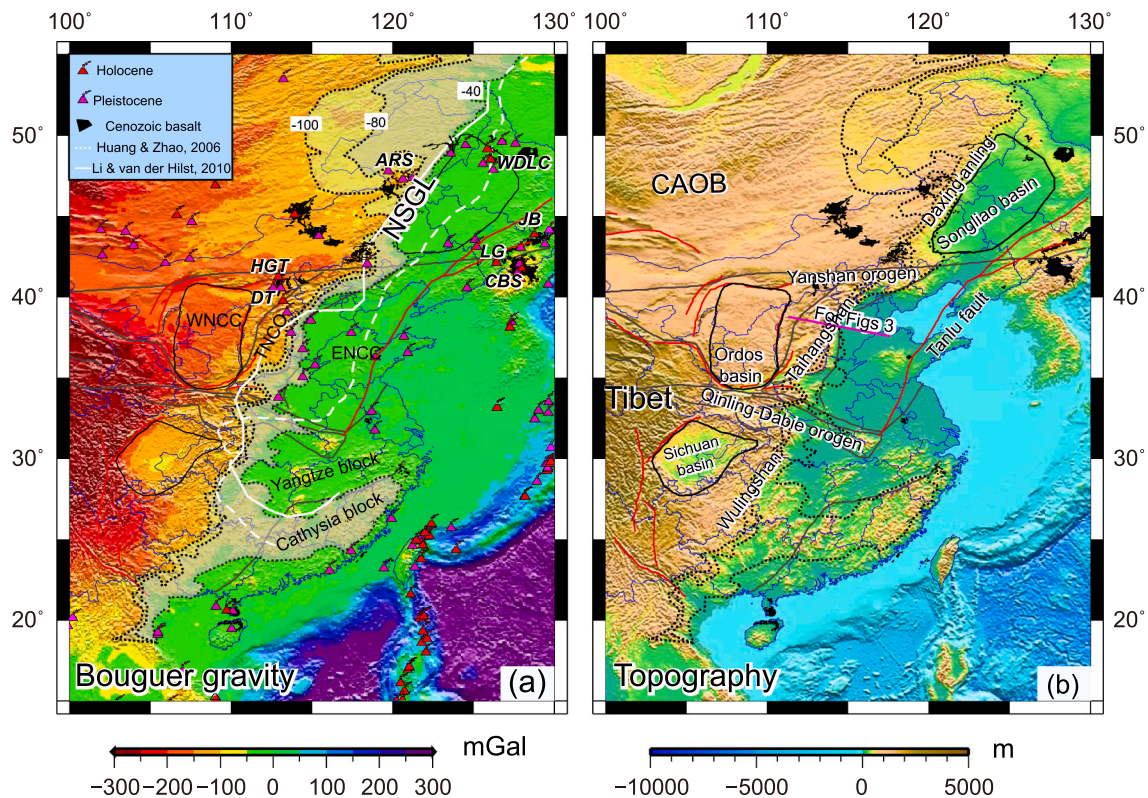 100° 110° 120° 130°
100° 110° 120° 130°
Holocene
Pleistocene
Cenozoic basalt
Huang & Zhao, 2006
Li & van der Hilst, 2010
-100
-80
-40
50°
40°
30°
20°
ARS
WDLC
NSGL
JB
LG
CBS
HGT
DT
WNCC
TNCO
ENCC
Yangtze block
Cathysia block
Bouguer gravity
(a)
50°
40°
30°
20°
CAOB
Daxing'anling
Songliao basin
Yanshan orogen
For Figs 3
Taihangshan
Tanlu fault
Ordos
basin
Tibet
Qinling-Dabie orogen
Sichuan
basin
Wulingshan
Topography
(b)
mGal
−300 −200 −100 0 100 200 300
m
−10000 −5000 0 5000